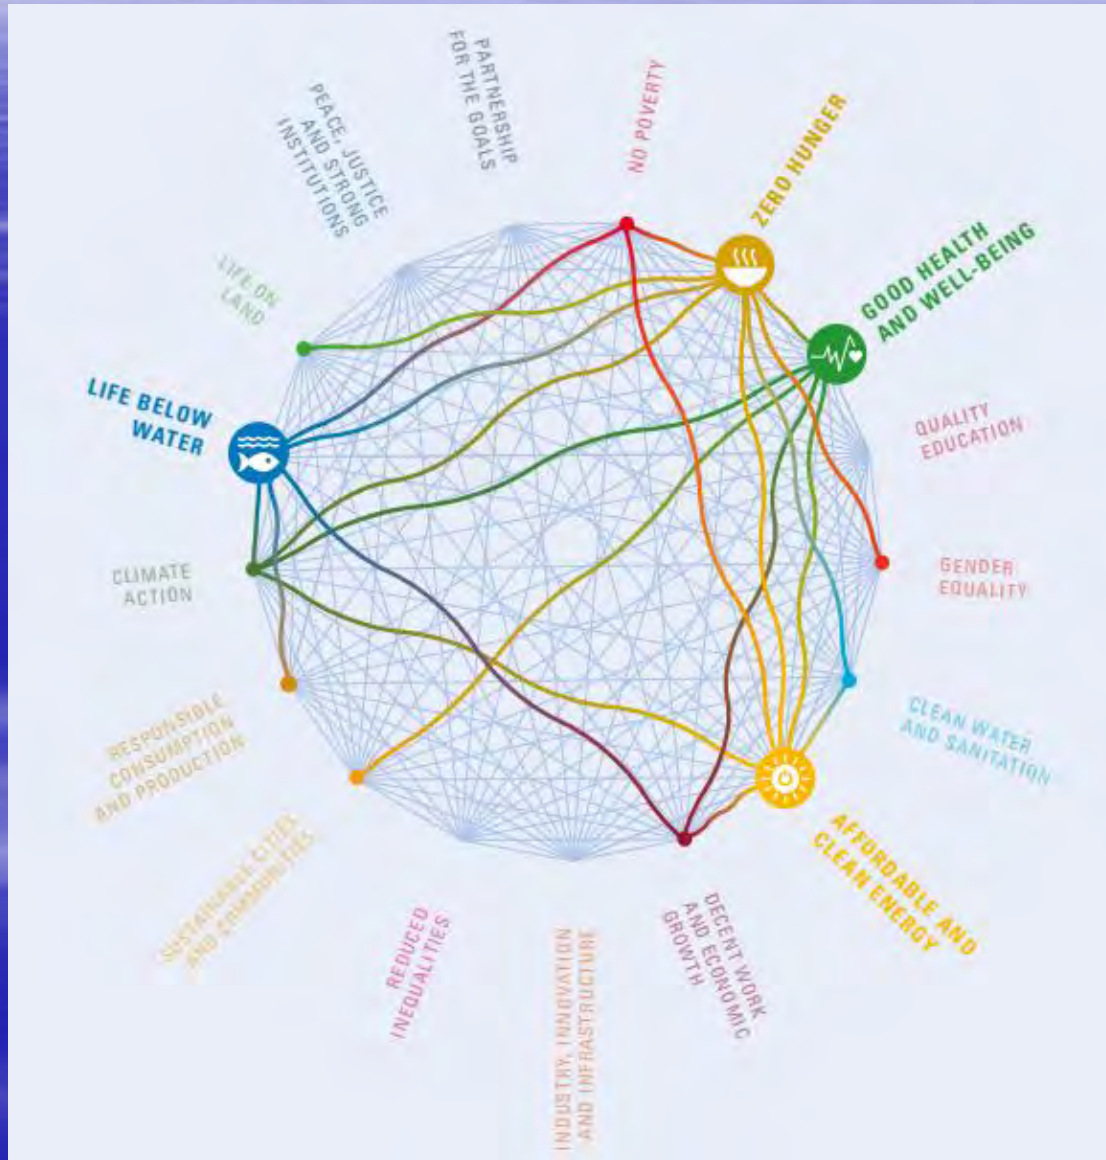 PARTNERSHIP
FOR THE GOALS
NO POVERTY
ZERO HUNGER
GOOD HEALTH
AND WELL-BEING
QUALITY
EDUCATION
GENDER
EQUALITY
CLEAN WATER
AND SANITATION
AFFORDABLE AND
CLEAN ENERGY
DECENT WORK
AND ECONOMIC
GROWTH
INDUSTRY, INNOVATION
AND INFRASTRUCTURE
REDUCED
INEQUALITIES
SUSTAINABLE CITIES
AND COMMUNITIES
RESPONSIBLE
CONSUMPTION
AND PRODUCTION
CLIMATE
ACTION
LIFE BELOW
WATER
LIFE ON
LAND
PEACE, JUSTICE
AND STRONG
INSTITUTIONS